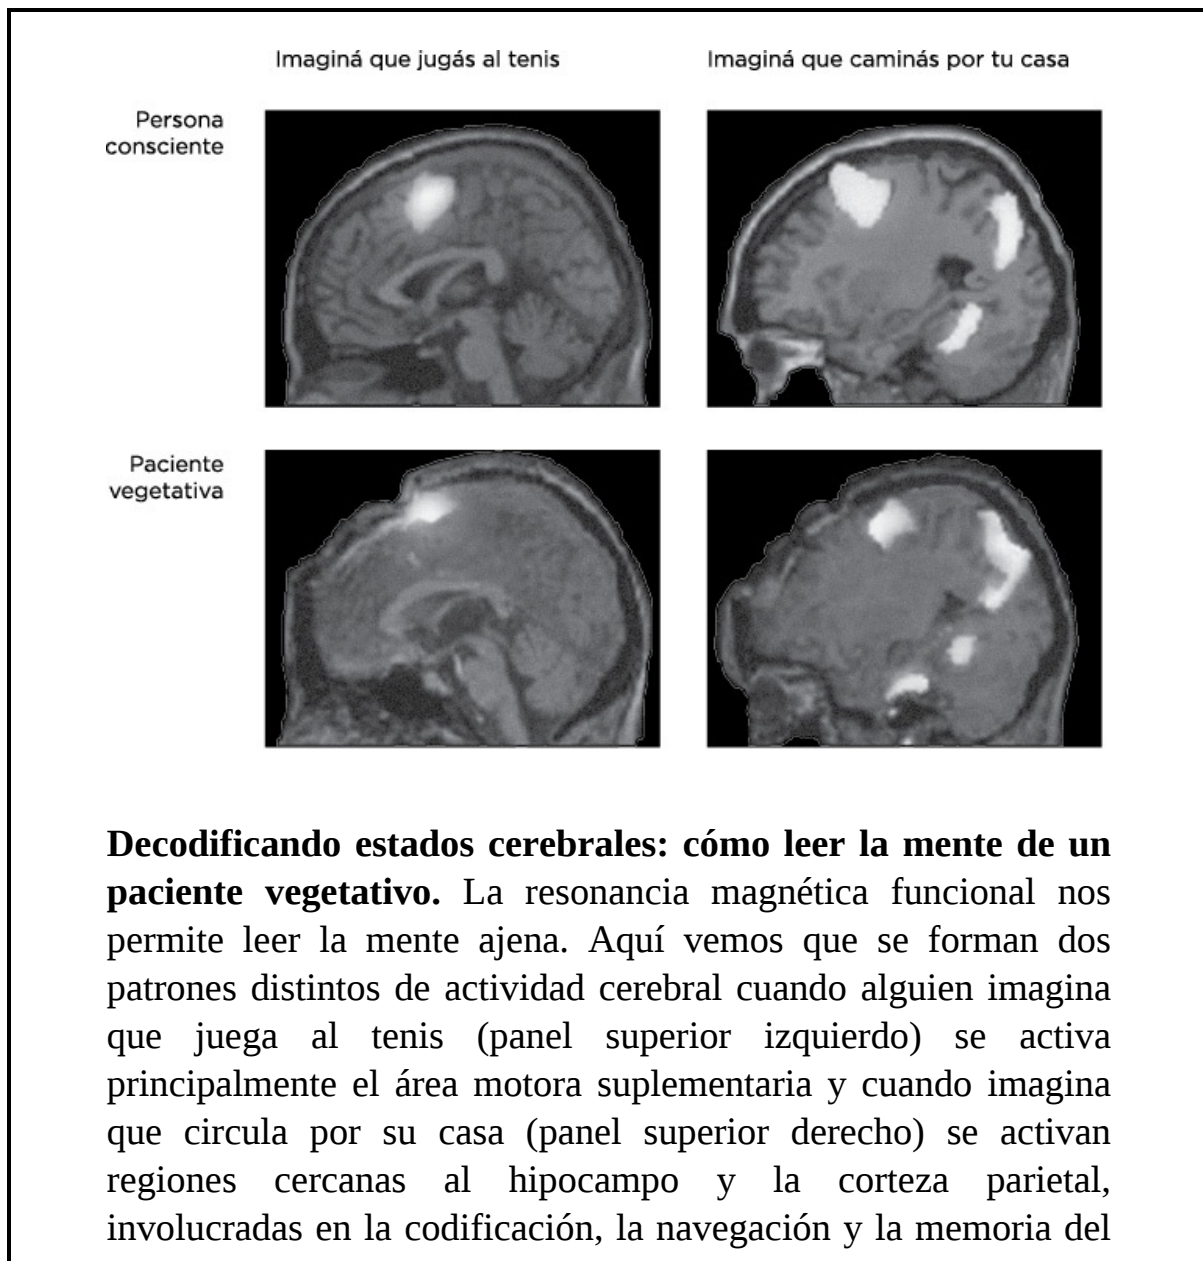 Imaginá que jugás al tenis
Imaginá que caminás por tu casa
Persona
consciente
Paciente
vegetativa
Decodificando estados cerebrales: cómo leer la mente de un
paciente vegetativo. La resonancia magnética funcional nos
permite leer la mente ajena. Aquí vemos que se forman dos
patrones distintos de actividad cerebral cuando alguien imagina
que juega al tenis (panel superior izquierdo) se activa
principalmente el área motora suplementaria y cuando imagina
que circula por su casa (panel superior derecho) se activan
regiones cercanas al hipocampo y la corteza parietal,
involucradas en la codificación, la navegación y la memoria del